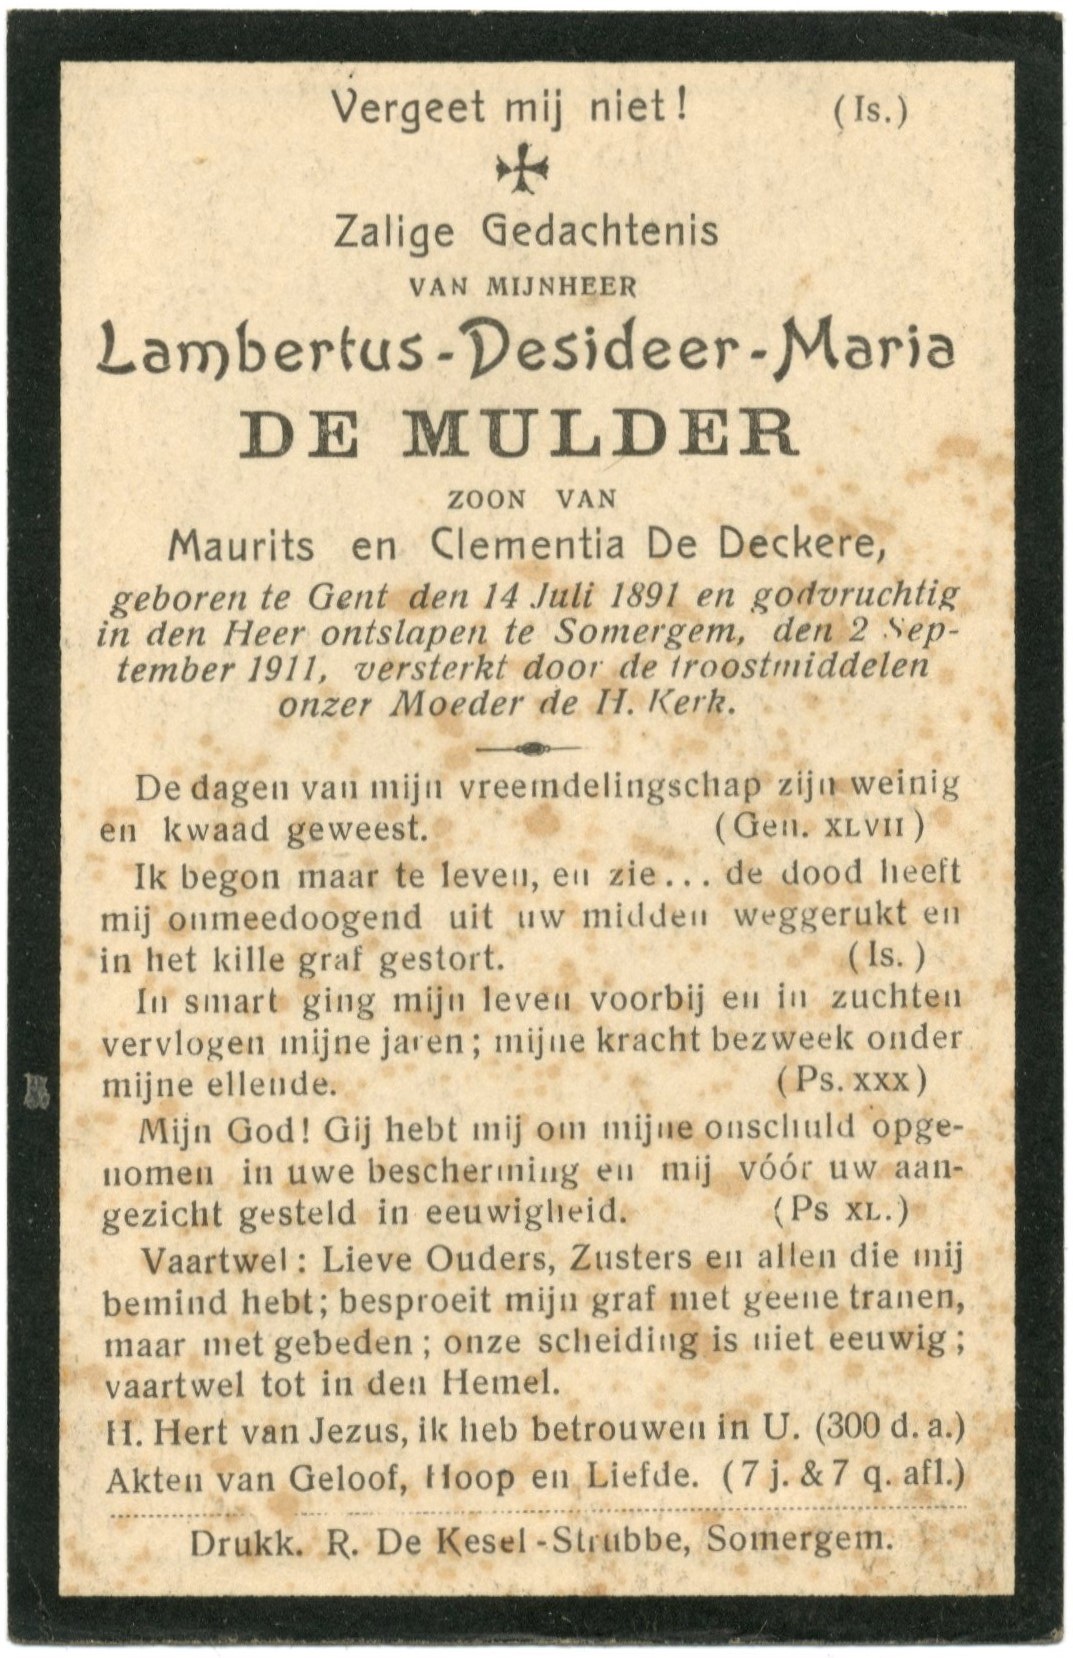 Vergeet mij niet! (Is.)
Zalige Gedachtenis
VAN MIJNHEER
Lambertus-Desideer-Maria
DE MULDER
ZOON VAN
Maurits en Clementia De Deckere,
geboren te Gent den 14 Juli 1891 en godvruchtig
in den Heer ontslapen te Somergem, den 2 Sep-
tember 1911, versterkt door de troostmiddelen
onzer Moeder de H. Kerk.
De dagen van mijn vreemdelingschap zijn weinig
en kwaad geweest. (Gen. XLVII)
Ik begon maar te leven, en zie... de dood heeft
mij onmeedoogend uit uw midden weggerukt en
in het kille graf gestort. (Is.)
In smart ging mijn leven voorbij en in zuchten
vervlogen mijne jaren; mijne kracht bezweek onder
mijne ellende. (Ps. XXX)
Mijn God! Gij hebt mij om mijne onschuld opge-
nomen in uwe bescherming en mij vóór uw aan-
gezicht gesteld in eeuwigheid. (Ps XL.)
Vaartwel: Lieve Ouders, Zusters en allen die mij
bemind hebt; besproeit mijn graf met geene tranen,
maar met gebeden; onze scheiding is niet eeuwig;
vaartwel tot in den Hemel.
H. Hert van Jezus, ik heb betrouwen in U. (300 d. a.)
Akten van Geloof, Hoop en Liefde. (7 j. & 7 q. afl.)
Drukk. R. De Kesel-Strubbe, Somergem.